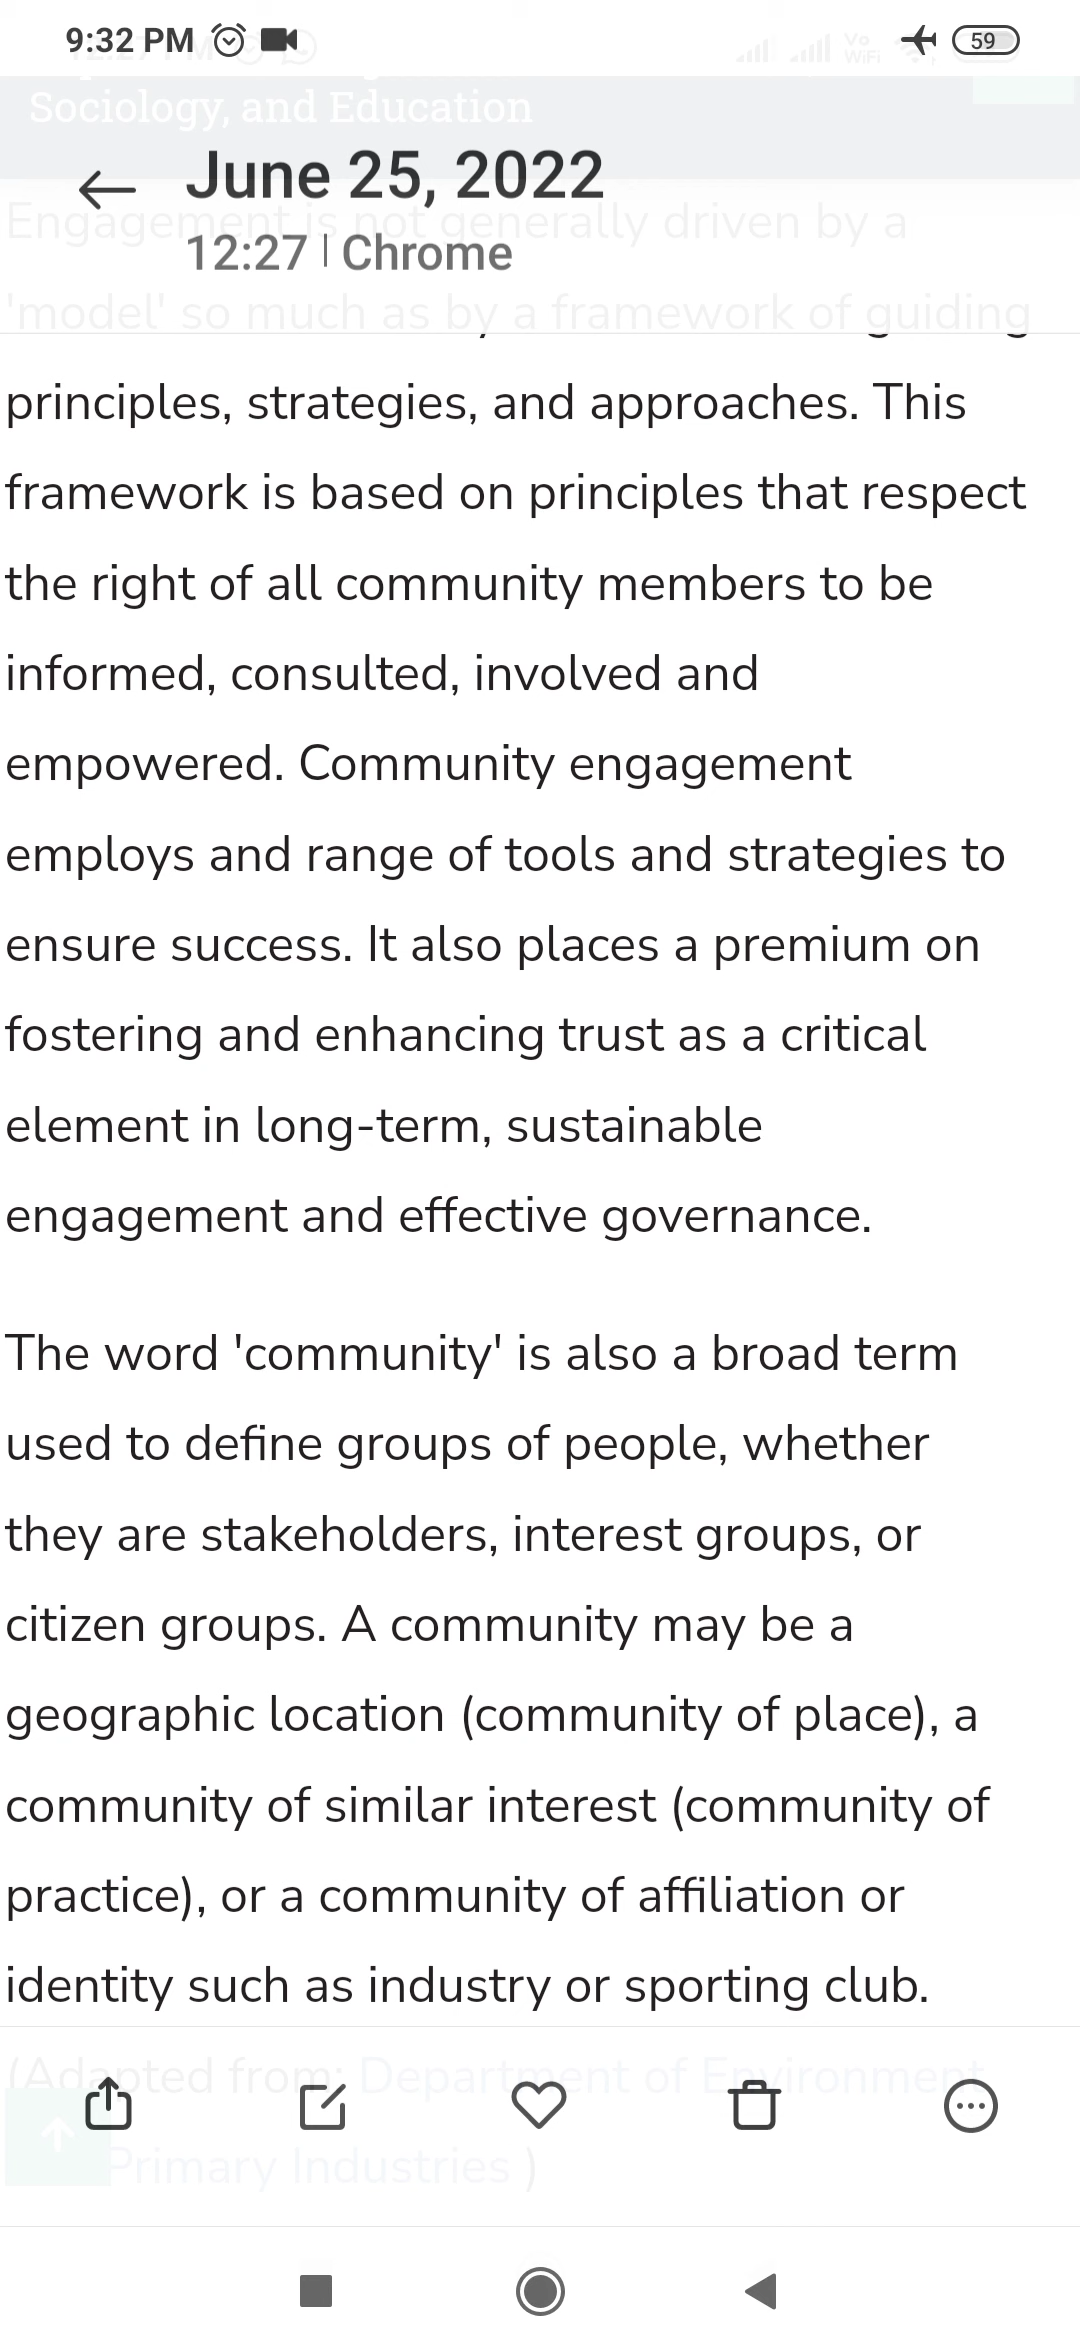 9:32 PM
Vo WiFi
59
Sociology, and Education
June 25, 2022
Engagement is not generally driven by a
12:27 | Chrome
'model' so much as by a framework of guiding
principles, strategies, and approaches. This
framework is based on principles that respect
the right of all community members to be
informed, consulted, involved and
empowered. Community engagement
employs and range of tools and strategies to
ensure success. It also places a premium on
fostering and enhancing trust as a critical
element in long-term, sustainable
engagement and effective governance.
The word 'community' is also a broad term
used to define groups of people, whether
they are stakeholders, interest groups, or
citizen groups. A community may be a
geographic location (community of place), a
community of similar interest (community of
practice), or a community of affiliation or
identity such as industry or sporting club.
(Adapted from: Department of Environment
Primary Industries )